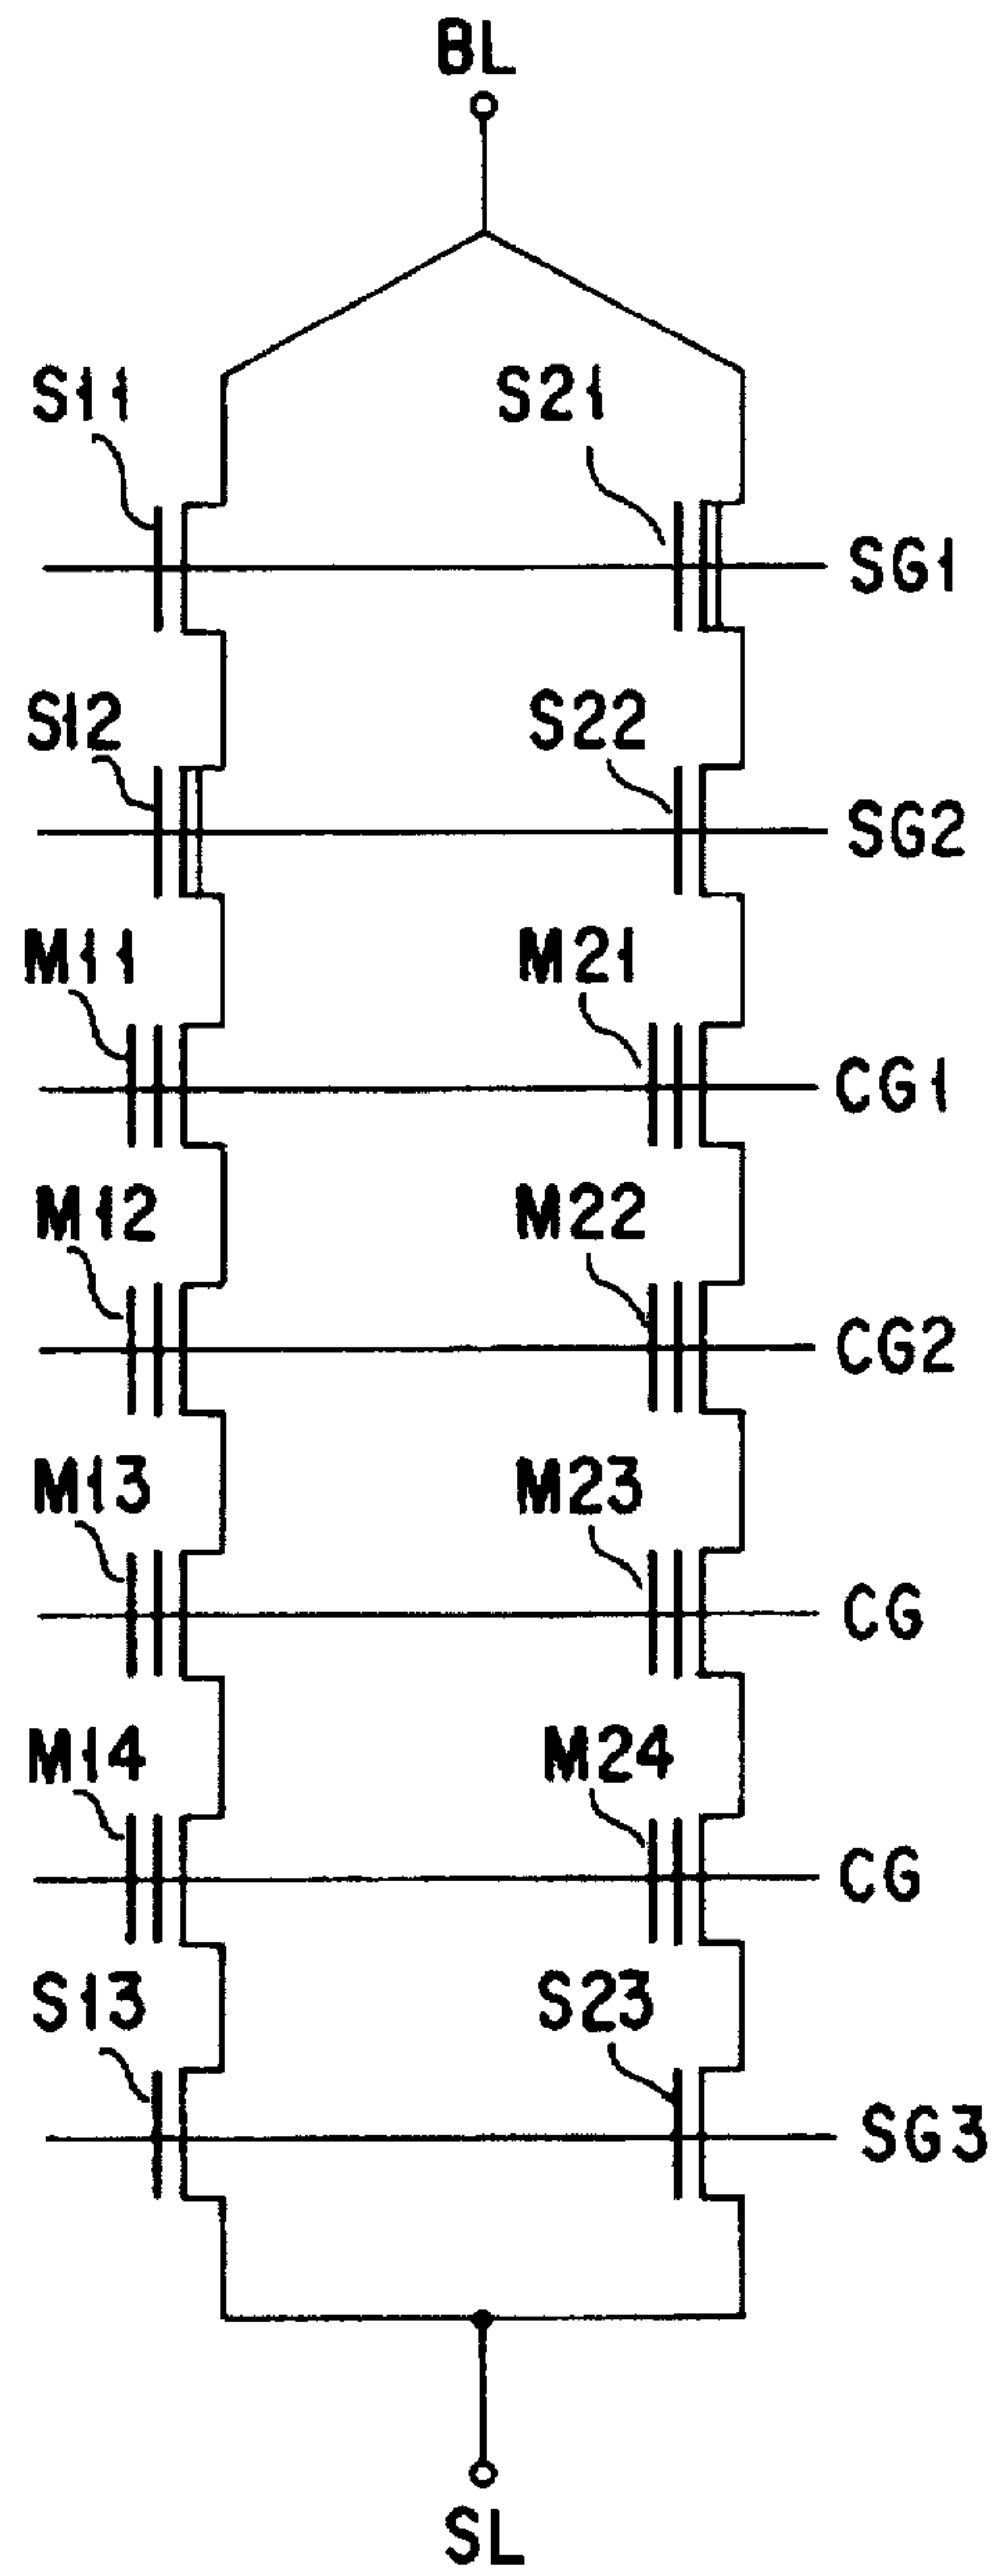 BL
S11 S21
SG1
S12 S22
SG2
M11 M21
CG1
M12 M22
CG2
M13 M23
CG
M14 M24
CG
S13 S23
SG3
SL